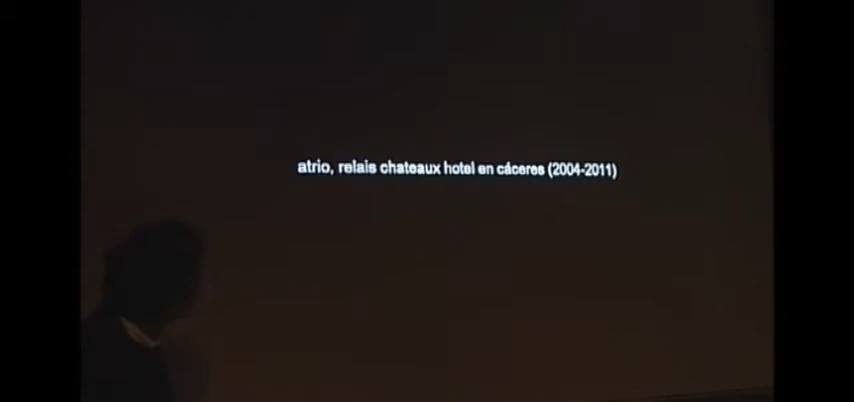 atrio, relais chateaux hotel en cáceres (2004-2011)